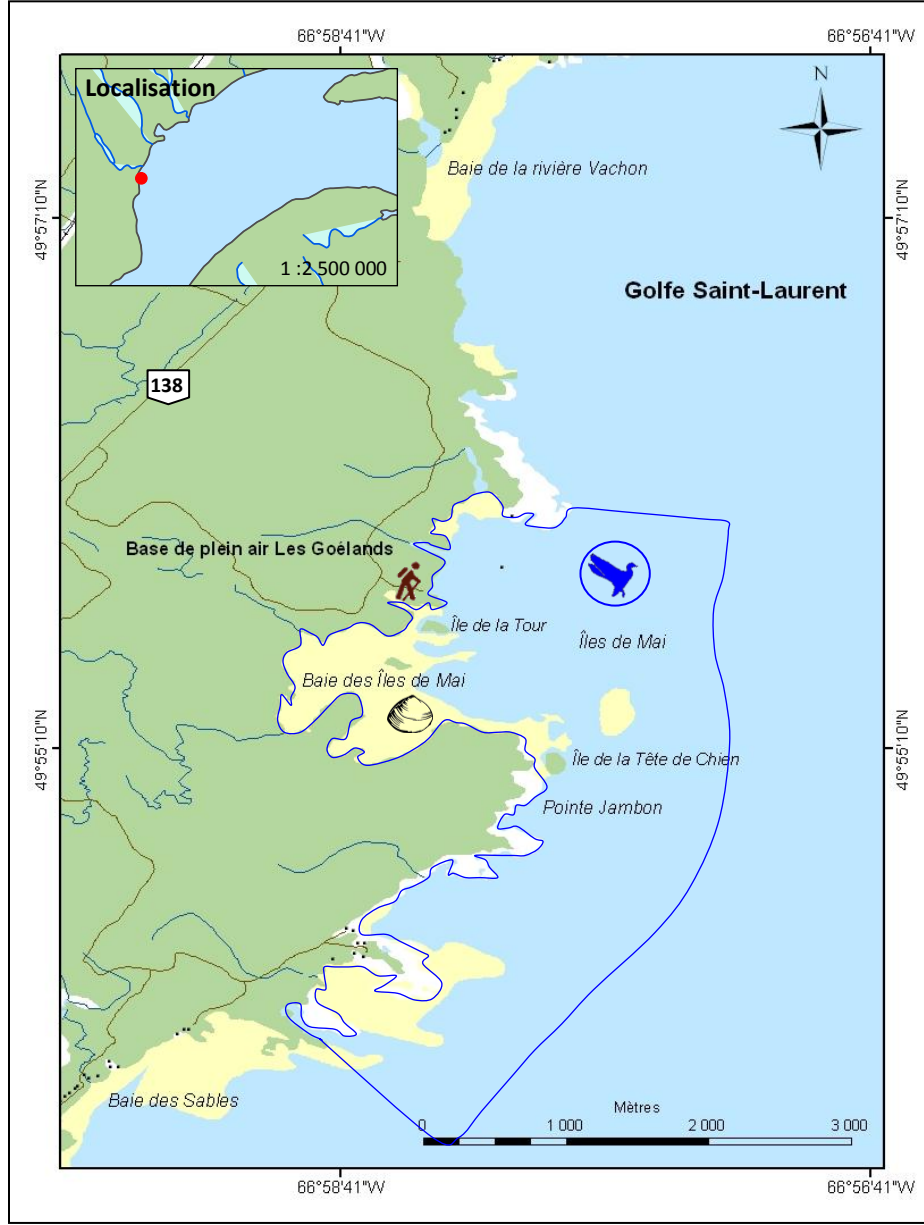 66°58'41"W
66°56'41"W
Localisation
1 :2 500 000
N
Baie de la rivière Vachon
49°57'10"N
49°57'10"N
Golfe Saint-Laurent
138
Base de plein air Les Goélands
Île de la Tour
Îles de Mai
Baie des Îles de Mai
49°55'10"N
49°55'10"N
Île de la Tête de Chien
Pointe Jambon
Baie des Sables
Mètres
0 1 000 2 000 3 000
66°58'41"W
66°56'41"W